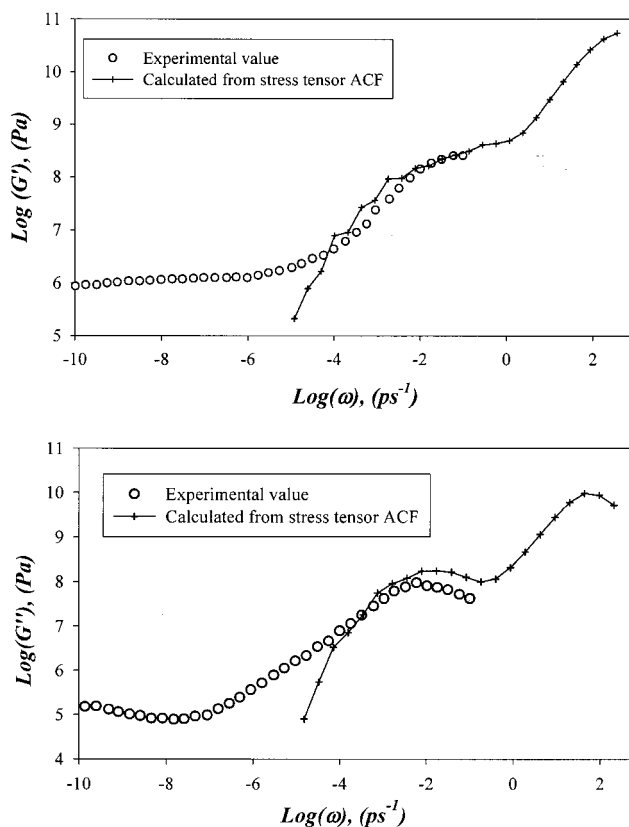 11
Experimental value
Calculated from stress tensor ACF
10
9
8
7
6
5
Log (G'), (Pa)
-10 -8 -6 -4 -2 0 2
Log(ω), (ps⁻¹)
11
Experimental value
Calculated from stress tensor ACF
10
9
8
7
6
5
4
Log(G''), (Pa)
-10 -8 -6 -4 -2 0 2
Log(ω), (ps⁻¹)